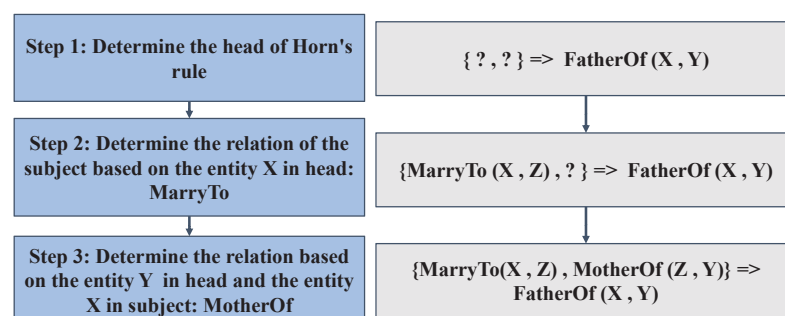 Step 1: Determine the head of Horn's
rule
{ ? , ? } => FatherOf (X , Y)
Step 2: Determine the relation of the
subject based on the entity X in head:
MarryTo
{MarryTo (X , Z) , ? } => FatherOf (X , Y)
Step 3: Determine the relation based
on the entity Y in head and the entity
X in subject: MotherOf
{MarryTo(X , Z) , MotherOf (Z , Y)} =>
FatherOf (X , Y)